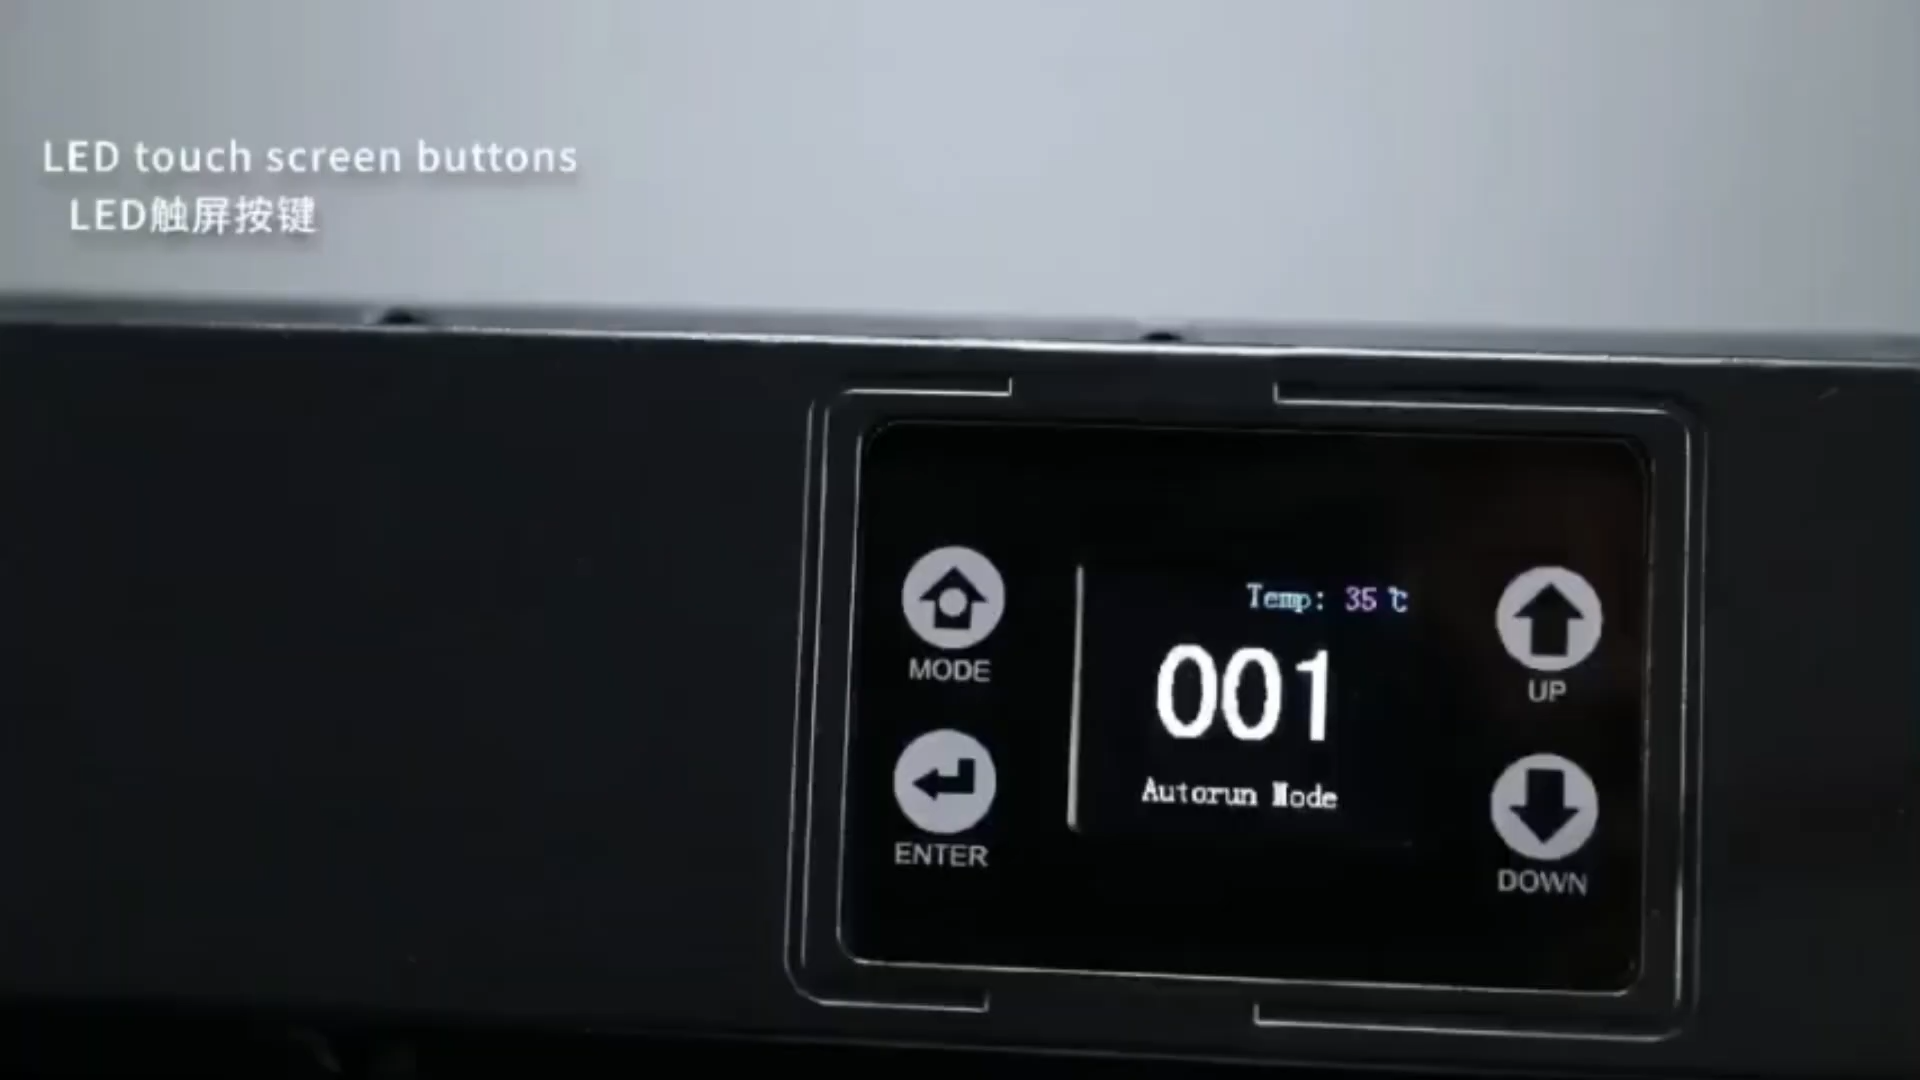 LED touch screen buttons
LED触屏按键
MODE
ENTER
Temp: 35℃
001
Autorun Mode
UP
DOWN